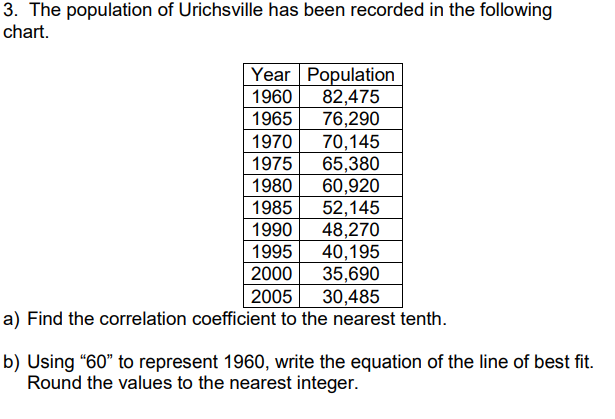 3. The population of Urichsville has been recorded in the following
chart.
Year Population
1960 82,475
1965 76,290
1970 70,145
1975 65,380
1980 60,920
1985 52,145
1990 48,270
1995 40,195
2000 35,690
2005 30,485
a) Find the correlation coefficient to the nearest tenth.
b) Using “60” to represent 1960, write the equation of the line of best fit.
Round the values to the nearest integer.